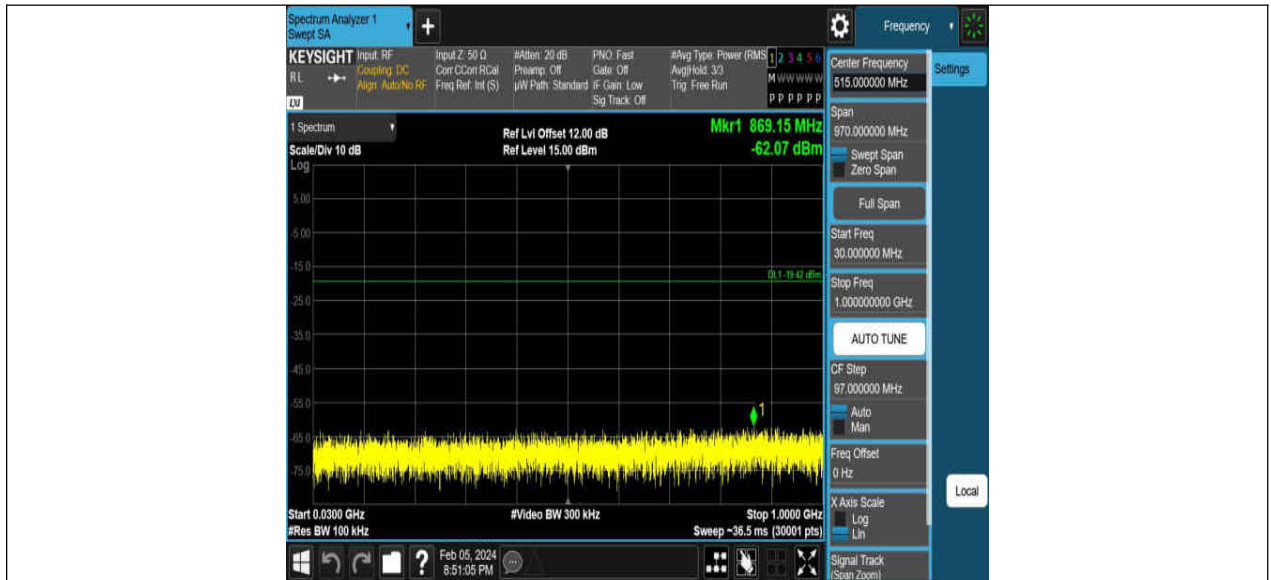 Spectrum Analyzer 1
Swept SA
+
Frequency
KEYSIGHT
RL
LXI
Input: RF
Coupling: DC
Align: Auto/No RF
Input Z: 50 Ω
Corr CCorr RCal
Freq Ref: Int (S)
#Atten: 20 dB
Preamp: Off
µW Path: Standard
PNO: Fast
Gate: Off
IF Gain: Low
Sig Track: Off
#Avg Type: Power (RMS
Avg|Hold: 3/3
Trig: Free Run
1 2 3 4 5 6
M W W W W W
P P P P P P
1 Spectrum
Scale/Div 10 dB
Ref Lvl Offset 12.00 dB
Ref Level 15.00 dBm
Mkr1 869.15 MHz
-62.07 dBm
Log
5.00
-5.00
-15.0
DL1 -19.42 dBm
-25.0
-35.0
-45.0
-55.0
1
-65.0
-75.0
Start 0.0300 GHz
#Video BW 300 kHz
Stop 1.0000 GHz
#Res BW 100 kHz
Sweep ~36.5 ms (30001 pts)
?
Feb 05, 2024
8:51:05 PM
Center Frequency
515.000000 MHz
Span
970.000000 MHz
Swept Span
Zero Span
Full Span
Start Freq
30.000000 MHz
Stop Freq
1.000000000 GHz
AUTO TUNE
CF Step
97.000000 MHz
Auto
Man
Freq Offset
0 Hz
X Axis Scale
Log
Lin
Signal Track
(Span Zoom)
Settings
Local